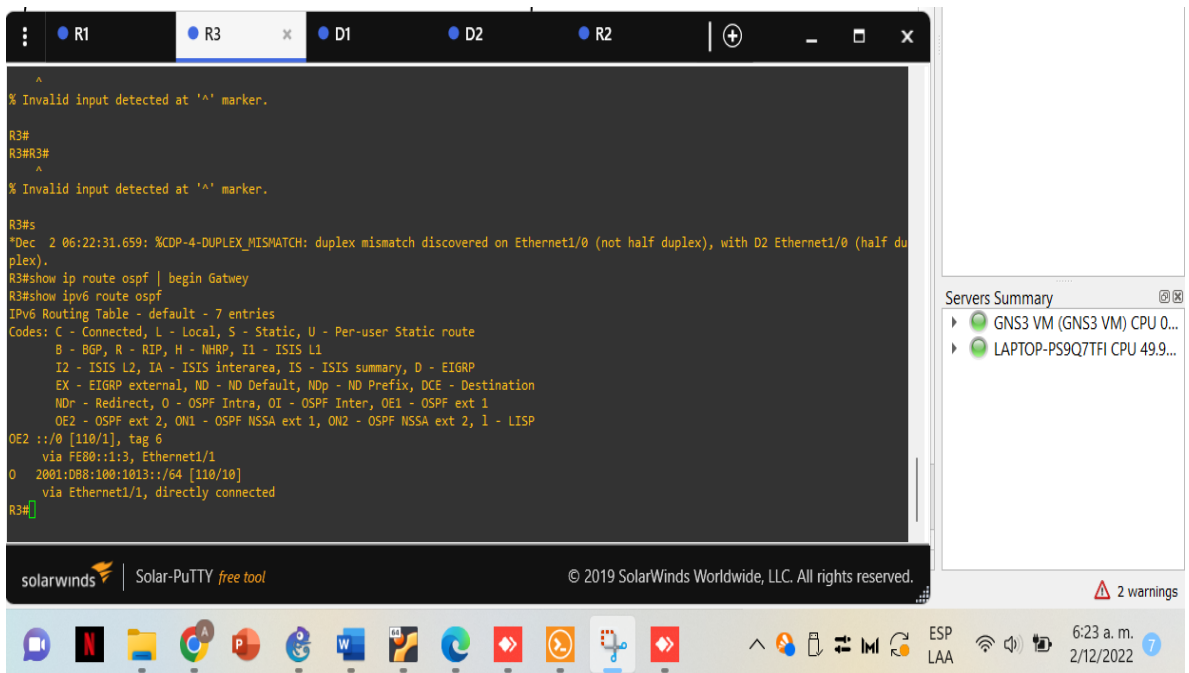 R1
R3
×
D1
D2
R2
^
% Invalid input detected at '^' marker.
R3#
R3#R3#
^
% Invalid input detected at '^' marker.
R3#s
*Dec  2 06:22:31.659: %CDP-4-DUPLEX_MISMATCH: duplex mismatch discovered on Ethernet1/0 (not half duplex), with D2 Ethernet1/0 (half du
plex).
R3#show ip route ospf | begin Gatwey
R3#show ipv6 route ospf
IPv6 Routing Table - default - 7 entries
Codes: C - Connected, L - Local, S - Static, U - Per-user Static route
B - BGP, R - RIP, H - NHRP, I1 - ISIS L1
I2 - ISIS L2, IA - ISIS interarea, IS - ISIS summary, D - EIGRP
EX - EIGRP external, ND - ND Default, NDp - ND Prefix, DCE - Destination
NDr - Redirect, O - OSPF Intra, OI - OSPF Inter, OE1 - OSPF ext 1
OE2 - OSPF ext 2, ON1 - OSPF NSSA ext 1, ON2 - OSPF NSSA ext 2, l - LISP
OE2 ::/0 [110/1], tag 6
via FE80::1:3, Ethernet1/1
O   2001:DB8:100:1013::/64 [110/10]
via Ethernet1/1, directly connected
R3#
solarwinds
Solar-PuTTY free tool
© 2019 SolarWinds Worldwide, LLC. All rights reserved.
Servers Summary
GNS3 VM (GNS3 VM) CPU 0...
LAPTOP-PS9Q7TFI CPU 49.9...
2 warnings
N
A
P
W
64
ESP
LAA
6:23 a. m.
2/12/2022
7